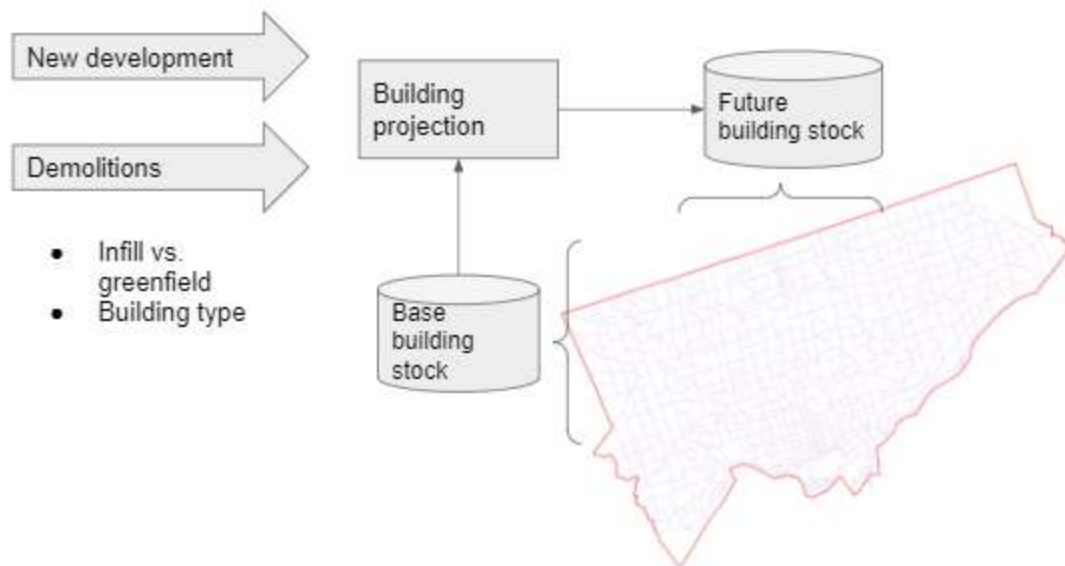 New development
Demolitions
● Infill vs.
greenfield
● Building type
Building
projection
Future
building stock
Base
building
stock